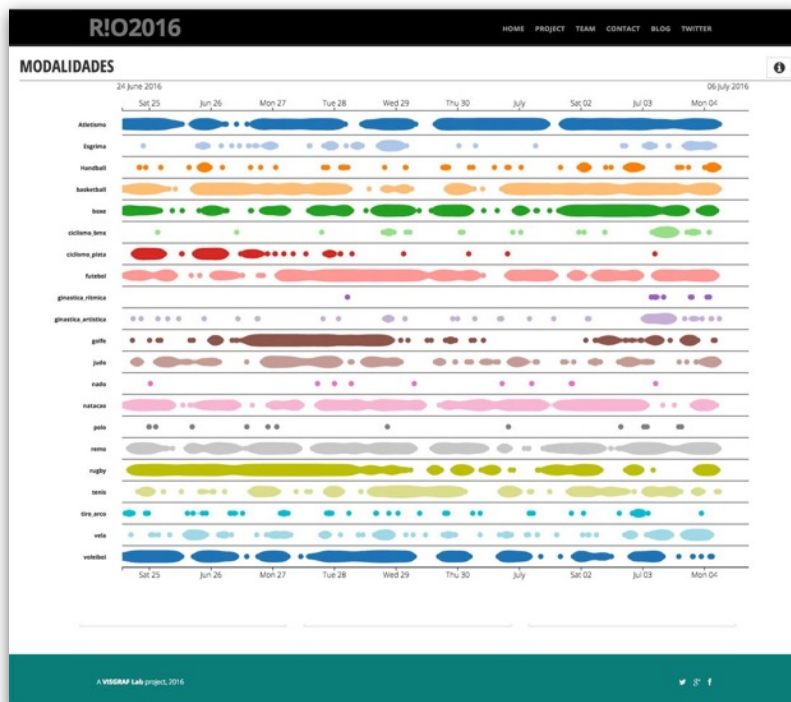 R!O2016
HOME PROJECT TEAM CONTACT BLOG TWITTER
MODALIDADES
24 June 2016 06 July 2016
Sat 25 Jun 26 Mon 27 Tue 28 Wed 29 Thu 30 July Sat 02 Jul 03 Mon 04
Atletismo
Esgrima
Handball
basketball
boxe
ciclismo_bmx
ciclismo_pista
futebol
ginastica_ritmica
ginastica_artistica
golfe
judo
nado
natacao
polo
remo
rugby
tenis
tiro_arco
vela
voleibol
Sat 25 Jun 26 Mon 27 Tue 28 Wed 29 Thu 30 July Sat 02 Jul 03 Mon 04
A VISGRAF Lab project, 2016